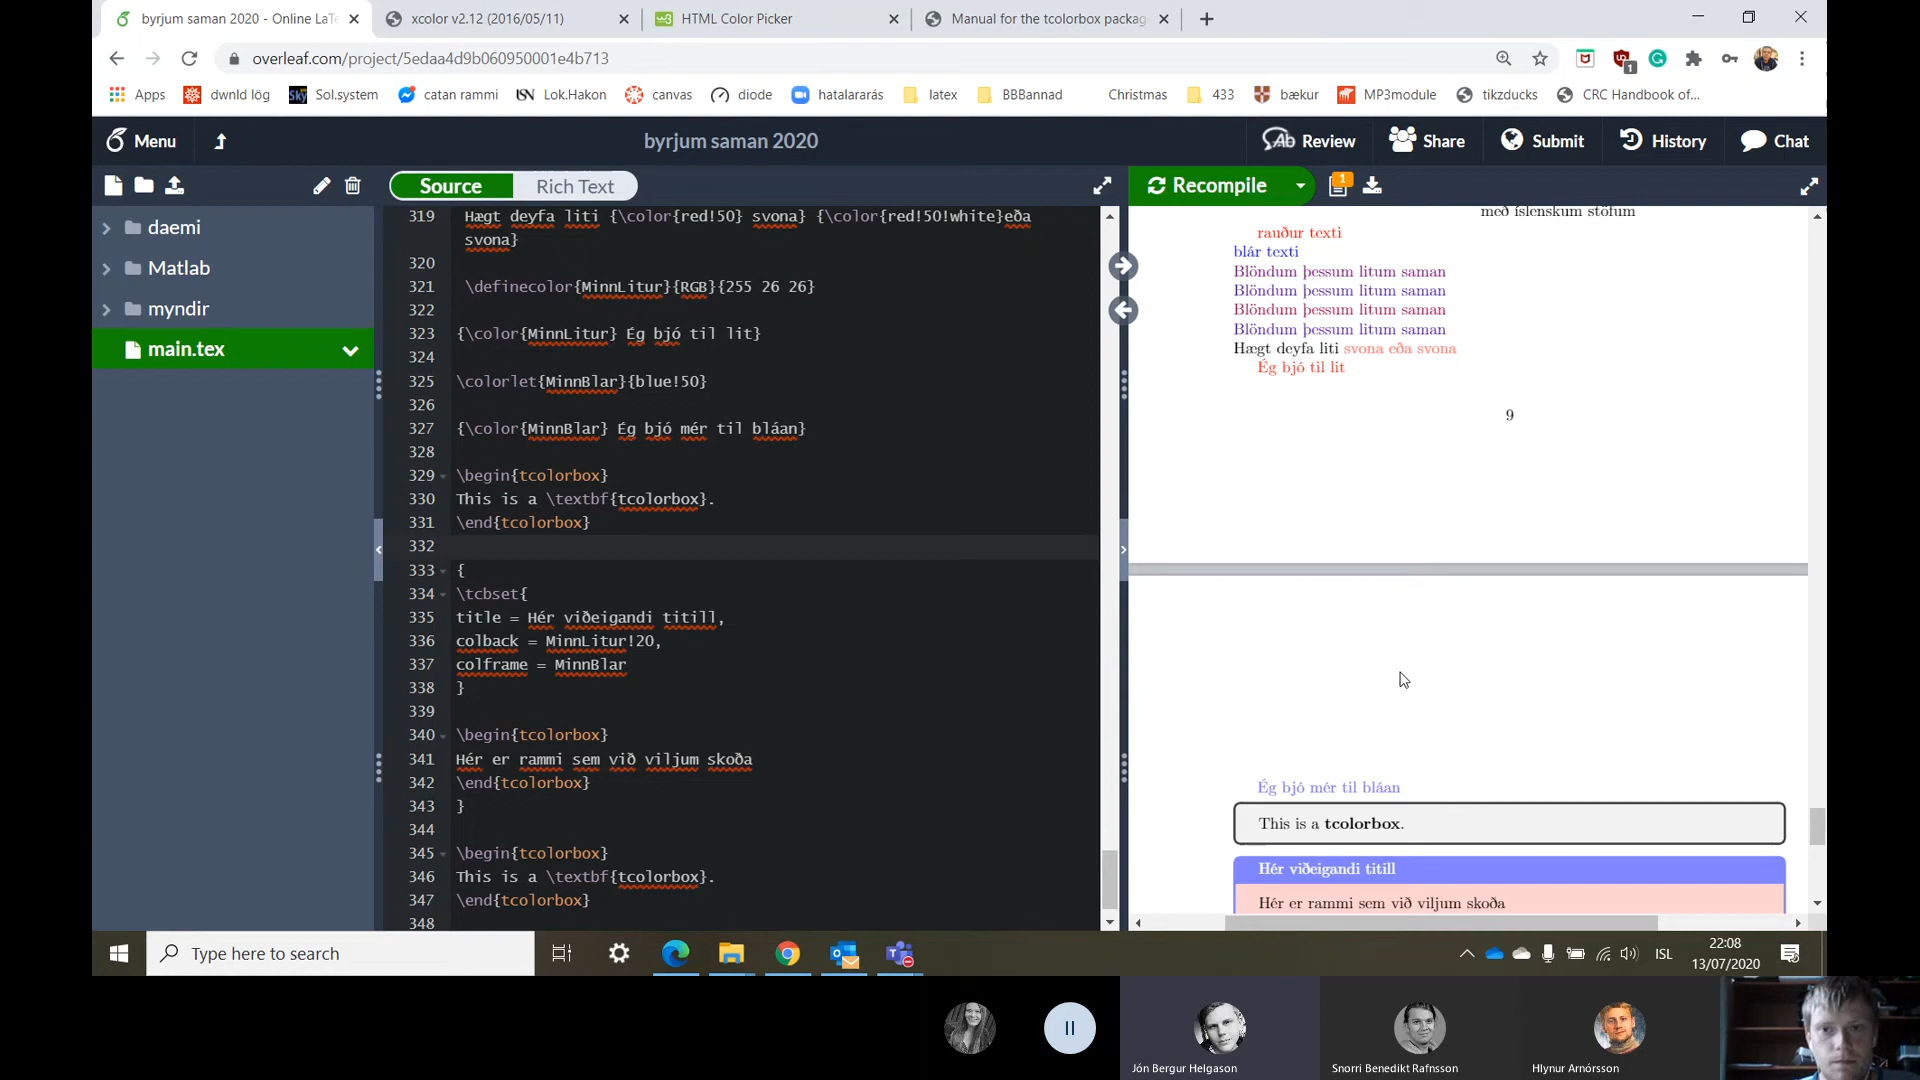 byrjum saman 2020 - Online LaTe
xcolor v2.12 (2016/05/11)
HTML Color Picker
Manual for the tcolorbox packag
overleaf.com/project/5edaa4d9b060950001e4b713
Apps
dwnld lög
Sol.system
catan rammi
Lok.Hakon
canvas
diode
hatalararás
latex
BBBannad
Christmas
433
bækur
MP3module
tikzducks
CRC Handbook of...
Menu
byrjum saman 2020
Review
Share
Submit
History
Chat
Source
Rich Text
Recompile
1
daemi
Matlab
myndir
main.tex
319 Hægt deyfa liti {\color{red!50} svona} {\color{red!50!white}eða
svona}
320
321 \definecolor{MinnLitur}{RGB}{255 26 26}
322
323 {\color{MinnLitur} Ég bjó til lit}
324
325 \colorlet{MinnBlar}{blue!50}
326
327 {\color{MinnBlar} Ég bjó mér til bláan}
328
329 \begin{tcolorbox}
330 This is a \textbf{tcolorbox}.
331 \end{tcolorbox}
332
333 {
334 \tcbset{
335 title = Hér viðeigandi titill,
336 colback = MinnLitur!20,
337 colframe = MinnBlar
338 }
339
340 \begin{tcolorbox}
341 Hér er rammi sem við viljum skoða
342 \end{tcolorbox}
343 }
344
345 \begin{tcolorbox}
346 This is a \textbf{tcolorbox}.
347 \end{tcolorbox}
348
með íslenskum stöfum
rauður texti
blár texti
Blöndum þessum litum saman
Blöndum þessum litum saman
Blöndum þessum litum saman
Blöndum þessum litum saman
Hægt deyfa liti svona eða svona
Ég bjó til lit
9
Ég bjó mér til bláan
This is a tcolorbox.
Hér viðeigandi titill
Hér er rammi sem við viljum skoða
Type here to search
ISL
22:08
13/07/2020
Jón Bergur Helgason
Snorri Benedikt Rafnsson
Hlynur Arnórsson